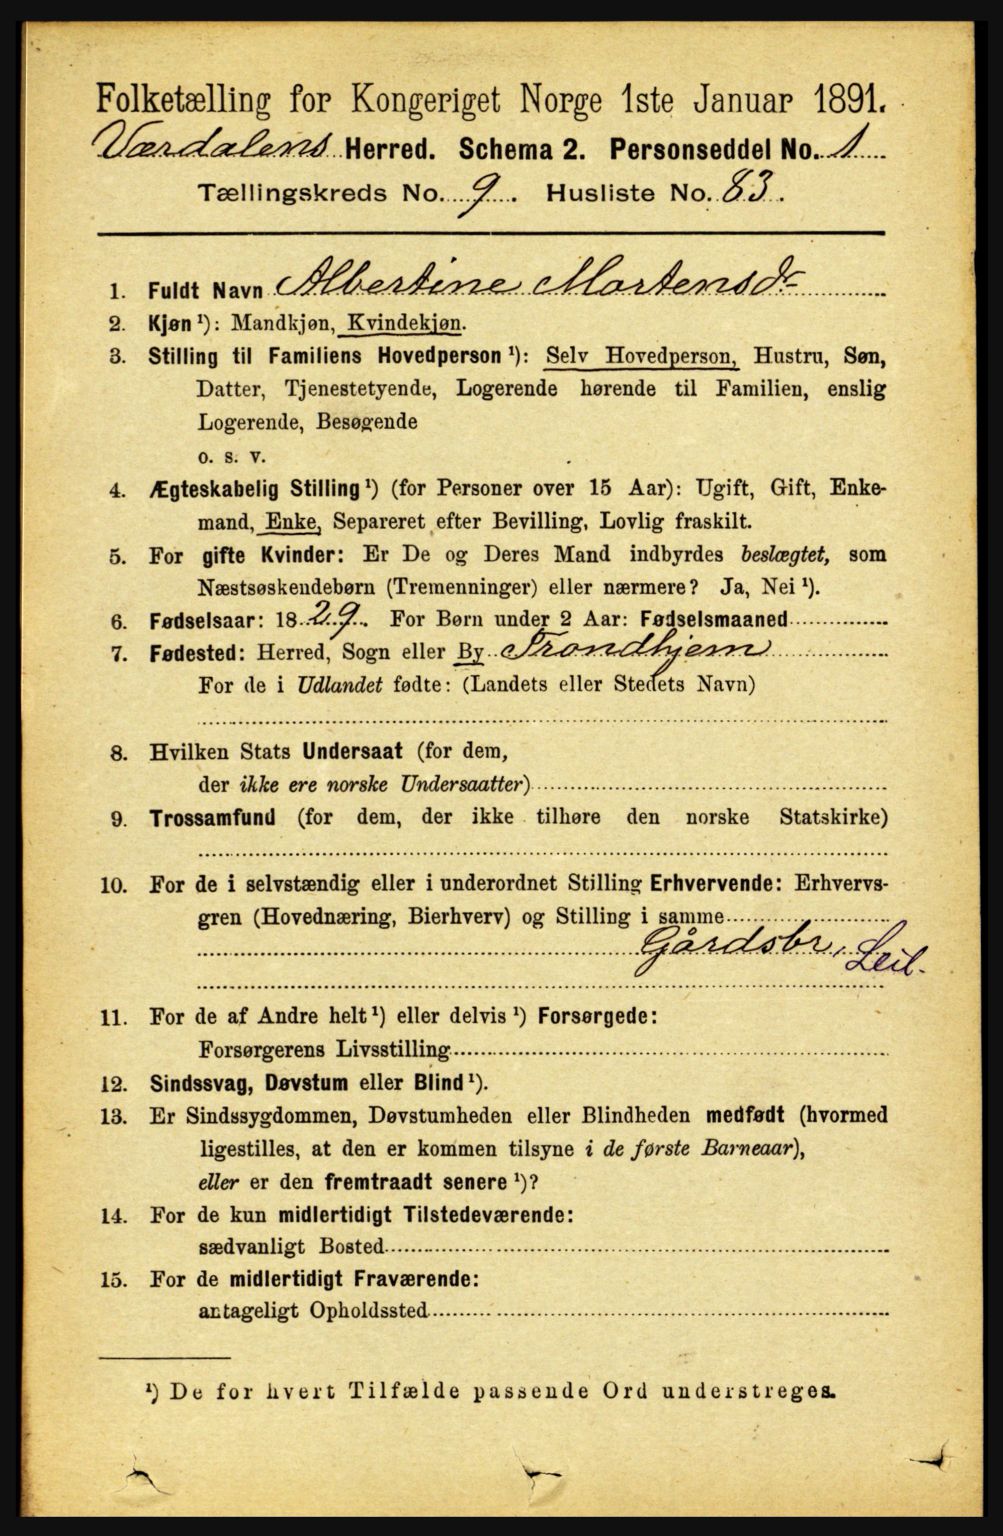 Folketælling for Kongeriget Norge 1ste Januar 1891.
Værdalens Herred. Schema 2. Personseddel No. 1
Tællingskreds No. 9. Husliste No. 83.
1. Fuldt Navn Albertine Mortensdr
2. Kjøn ¹): Mandkjøn, Kvindekjøn.
3. Stilling til Familiens Hovedperson ¹): Selv Hovedperson, Hustru, Søn,
Datter, Tjenestetyende, Logerende hørende til Familien, enslig
Logerende, Besøgende
o. s. v.
4. Ægteskabelig Stilling ¹) (for Personer over 15 Aar): Ugift, Gift, Enke-
mand, Enke, Separeret efter Bevilling, Lovlig fraskilt.
5. For gifte Kvinder: Er De og Deres Mand indbyrdes beslægtet, som
Næstsøskendebørn (Tremenninger) eller nærmere? Ja, Nei ¹).
6. Fødselsaar: 1829. For Børn under 2 Aar: Fødselsmaaned
7. Fødested: Herred, Sogn eller By Trondhjem
For de i Udlandet fødte: (Landets eller Stedets Navn)
8. Hvilken Stats Undersaat (for dem,
der ikke ere norske Undersaatter)
9. Trossamfund (for dem, der ikke tilhøre den norske Statskirke)
10. For de i selvstændig eller i underordnet Stilling Erhvervende: Erhvervs-
gren (Hovednæring, Bierhverv) og Stilling i samme
Gårdsbr, Leil.
11. For de af Andre helt ¹) eller delvis ¹) Forsørgede:
Forsørgerens Livsstilling
12. Sindssvag, Døvstum eller Blind ¹).
13. Er Sindssygdommen, Døvstumheden eller Blindheden medfødt (hvormed
ligestilles, at den er kommen tilsyne i de første Barneaar),
eller er den fremtraadt senere ¹)?
14. For de kun midlertidigt Tilstedeværende:
sædvanligt Bosted
15. For de midlertidigt Fraværende:
antageligt Opholdssted
¹) De for hvert Tilfælde passende Ord understreges.